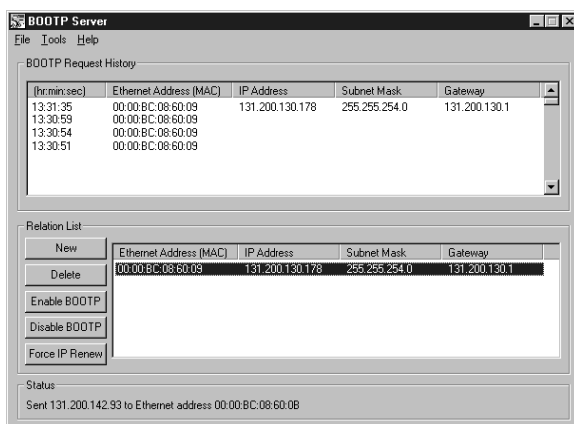 BOOTP Server
File Tools Help
BOOTP Request History
(hr:min:sec) Ethernet Address (MAC) IP Address Subnet Mask Gateway
13:31:35 00:00:BC:08:60:09 131.200.130.178 255.255.254.0 131.200.130.1
13:30:59 00:00:BC:08:60:09
13:30:54 00:00:BC:08:60:09
13:30:51 00:00:BC:08:60:09
Relation List
New
Delete
Enable BOOTP
Disable BOOTP
Force IP Renew
Ethernet Address (MAC) IP Address Subnet Mask Gateway
00:00:BC:08:60:09 131.200.130.178 255.255.254.0 131.200.130.1
Status
Sent 131.200.142.93 to Ethernet address 00:00:BC:08:60:0B